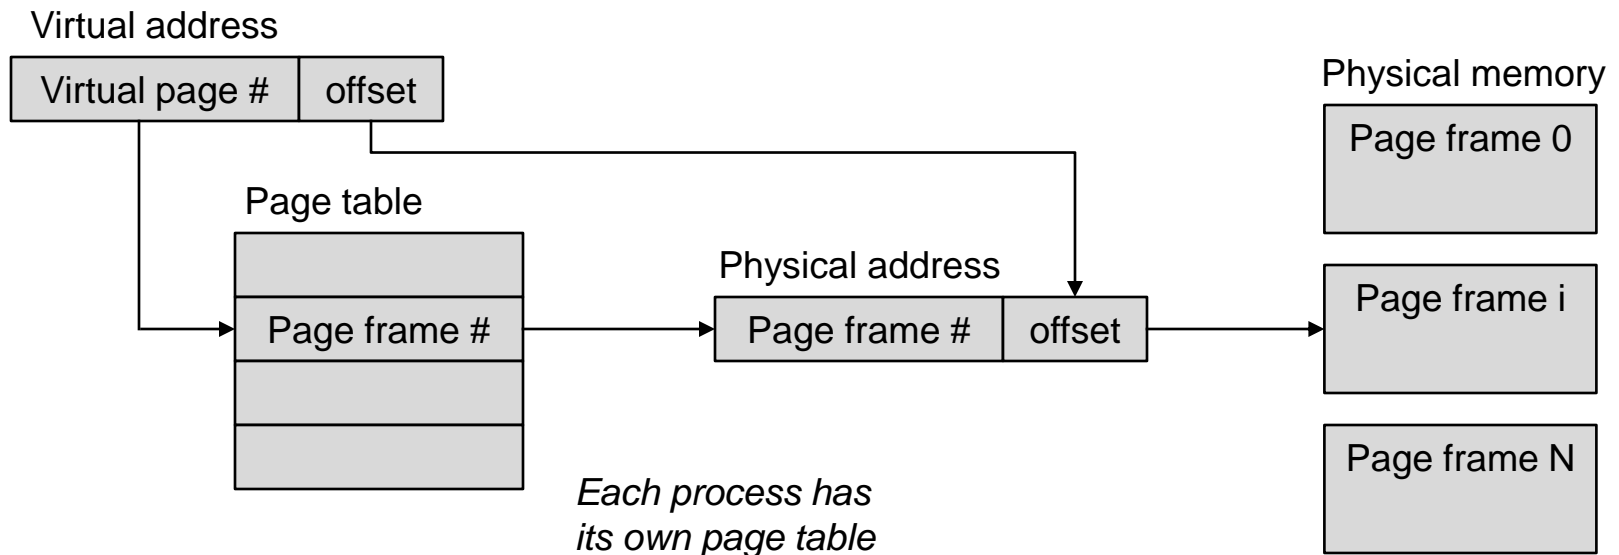 Virtual address
Virtual page #
offset
Page table
Page frame #
Physical address
Page frame #
offset
Each process has
its own page table
Physical memory
Page frame 0
Page frame i
Page frame N